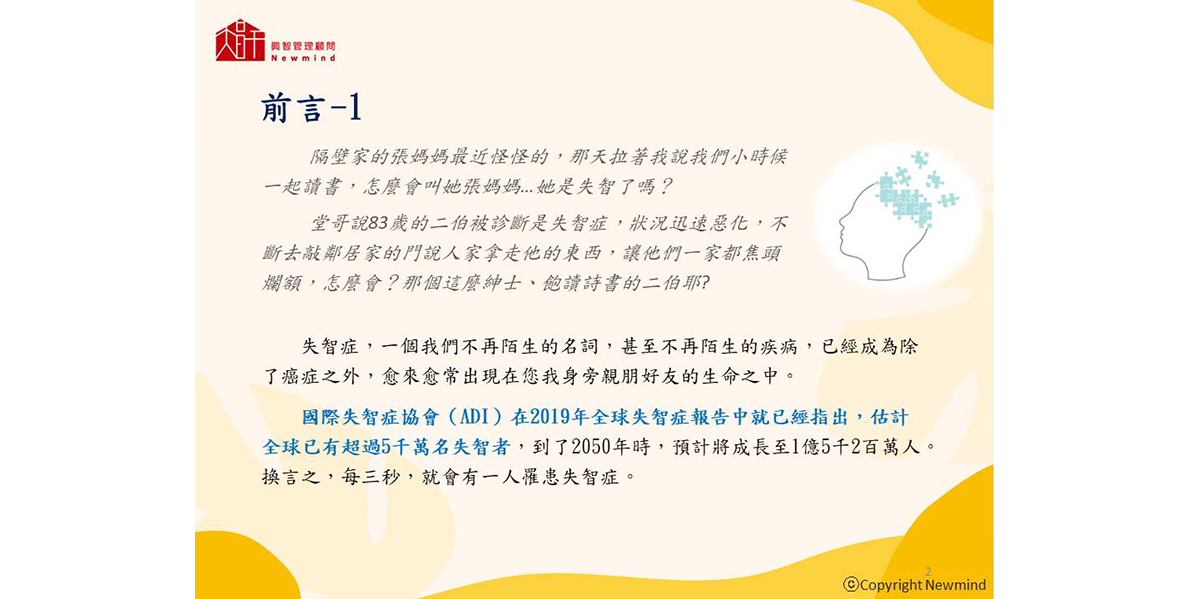 興智管理顧問
Newmind
前言-1
隔壁家的張媽媽最近怪怪的，那天拉著我說我們小時候
一起讀書，怎麼會叫她張媽媽...她是失智了嗎？
堂哥說83歲的二伯被診斷是失智症，狀況迅速惡化，不
斷去敲鄰居家的門說人家拿走他的東西，讓他們一家都焦頭
爛額，怎麼會？那個這麼紳士、飽讀詩書的二伯耶?
失智症，一個我們不再陌生的名詞，甚至不再陌生的疾病，已經成為除
了癌症之外，愈來愈常出現在您我身旁親朋好友的生命之中。
國際失智症協會（ADI）在2019年全球失智症報告中就已經指出，估計
全球已有超過5千萬名失智者，到了2050年時，預計將成長至1億5千2百萬人。
換言之，每三秒，就會有一人罹患失智症。
2
©Copyright Newmind